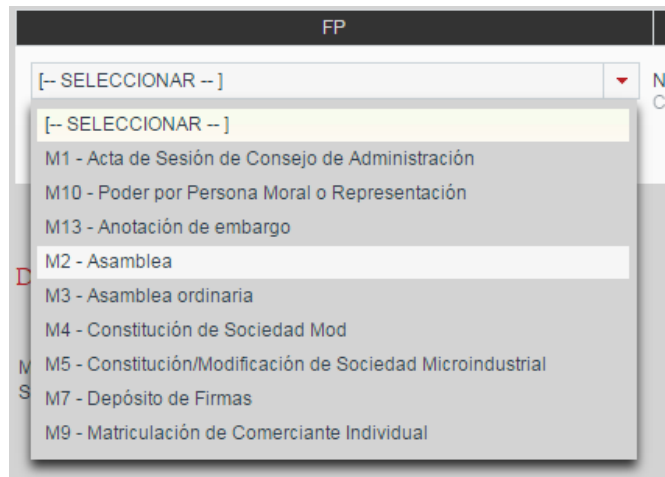 FP
[-- SELECCIONAR -- ]
N
C
[-- SELECCIONAR -- ]
M1 - Acta de Sesión de Consejo de Administración
M10 - Poder por Persona Moral o Representación
M13 - Anotación de embargo
M2 - Asamblea
D
M3 - Asamblea ordinaria
M4 - Constitución de Sociedad Mod
M
M5 - Constitución/Modificación de Sociedad Microindustrial
S
M7 - Depósito de Firmas
M9 - Matriculación de Comerciante Individual